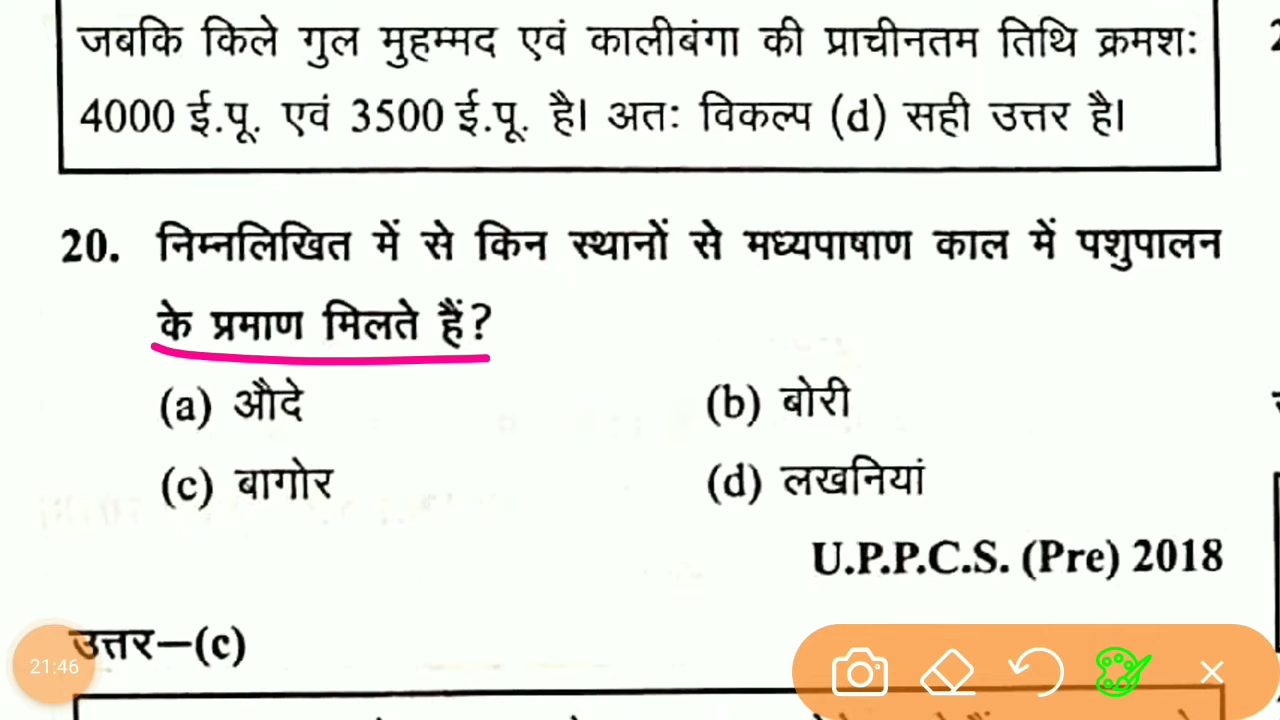 जबकि किले गुल मुहम्मद एवं कालीबंगा की प्राचीनतम तिथि क्रमशः
4000 ई.पू. एवं 3500 ई.पू. है। अतः विकल्प (d) सही उत्तर है।
20. निम्नलिखित में से किन स्थानों से मध्यपाषाण काल में पशुपालन
के प्रमाण मिलते हैं?
(a) औदे (b) बोरी
(c) बागोर (d) लखनियां
U.P.P.C.S. (Pre) 2018
उत्तर–(c)
21:46